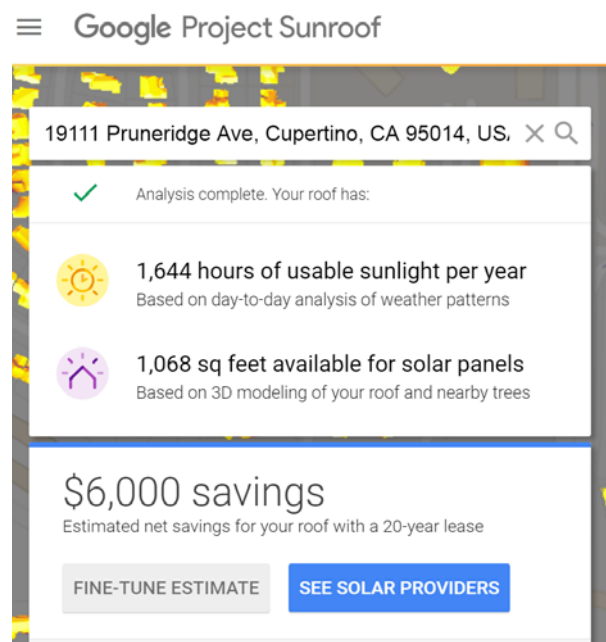 Google Project Sunroof
19111 Pruneridge Ave, Cupertino, CA 95014, US
Analysis complete. Your roof has:
1,644 hours of usable sunlight per year
Based on day-to-day analysis of weather patterns
1,068 sq feet available for solar panels
Based on 3D modeling of your roof and nearby trees
$6,000 savings
Estimated net savings for your roof with a 20-year lease
FINE-TUNE ESTIMATE
SEE SOLAR PROVIDERS